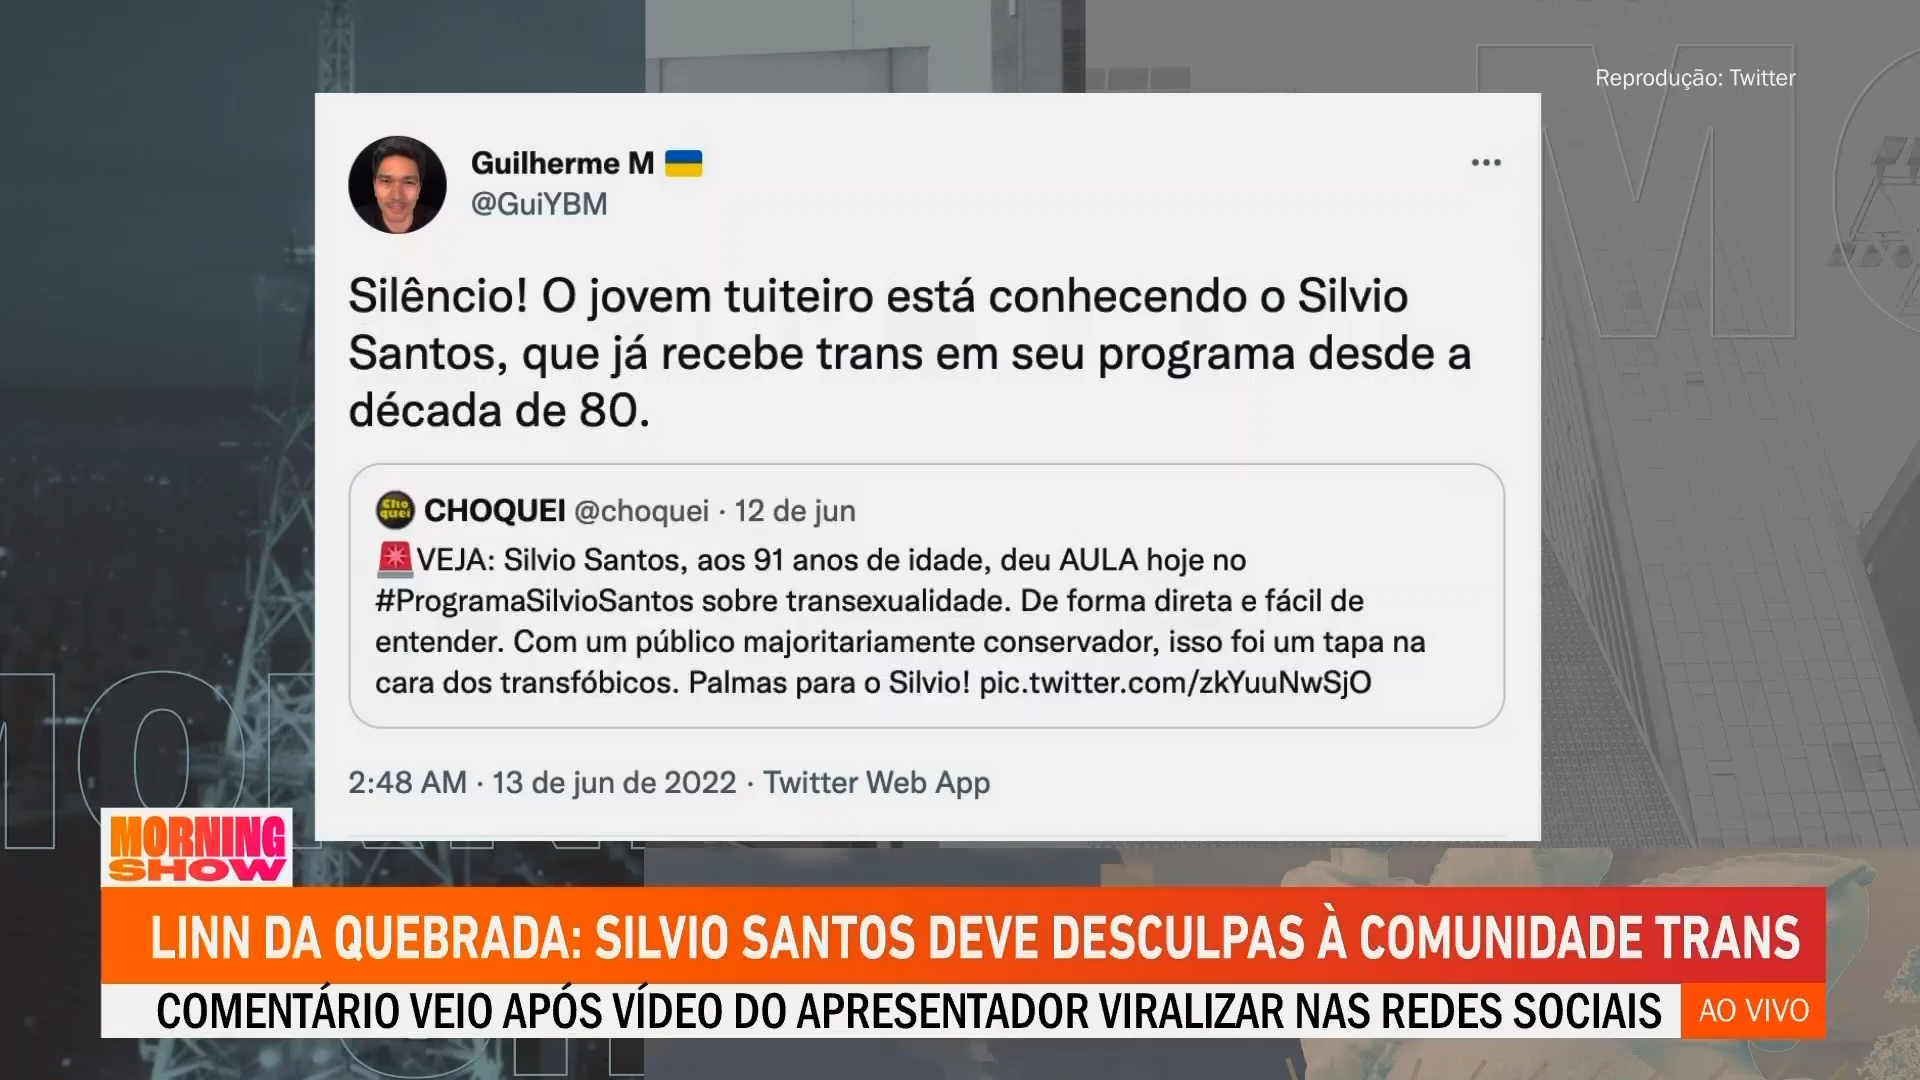 Reprodução: Twitter
Guilherme M
@GuiYBM
Silêncio! O jovem tuiteiro está conhecendo o Silvio
Santos, que já recebe trans em seu programa desde a
década de 80.
Cho
quei
CHOQUEI @choquei · 12 de jun
VEJA: Silvio Santos, aos 91 anos de idade, deu AULA hoje no
#ProgramaSilvioSantos sobre transexualidade. De forma direta e fácil de
entender. Com um público majoritariamente conservador, isso foi um tapa na
cara dos transfóbicos. Palmas para o Silvio! pic.twitter.com/zkYuuNwSjO
2:48 AM · 13 de jun de 2022 · Twitter Web App
MORNING
SHOW
LINN DA QUEBRADA: SILVIO SANTOS DEVE DESCULPAS À COMUNIDADE TRANS
COMENTÁRIO VEIO APÓS VÍDEO DO APRESENTADOR VIRALIZAR NAS REDES SOCIAIS
AO VIVO